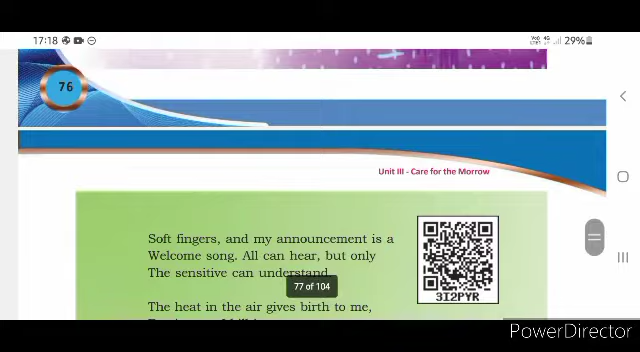 17:18
29%
76
Unit III - Care for the Morrow
Soft fingers, and my announcement is a
Welcome song. All can hear, but only
The sensitive can understand
3I2PYR
77 of 104
The heat in the air gives birth to me,
PowerDirector